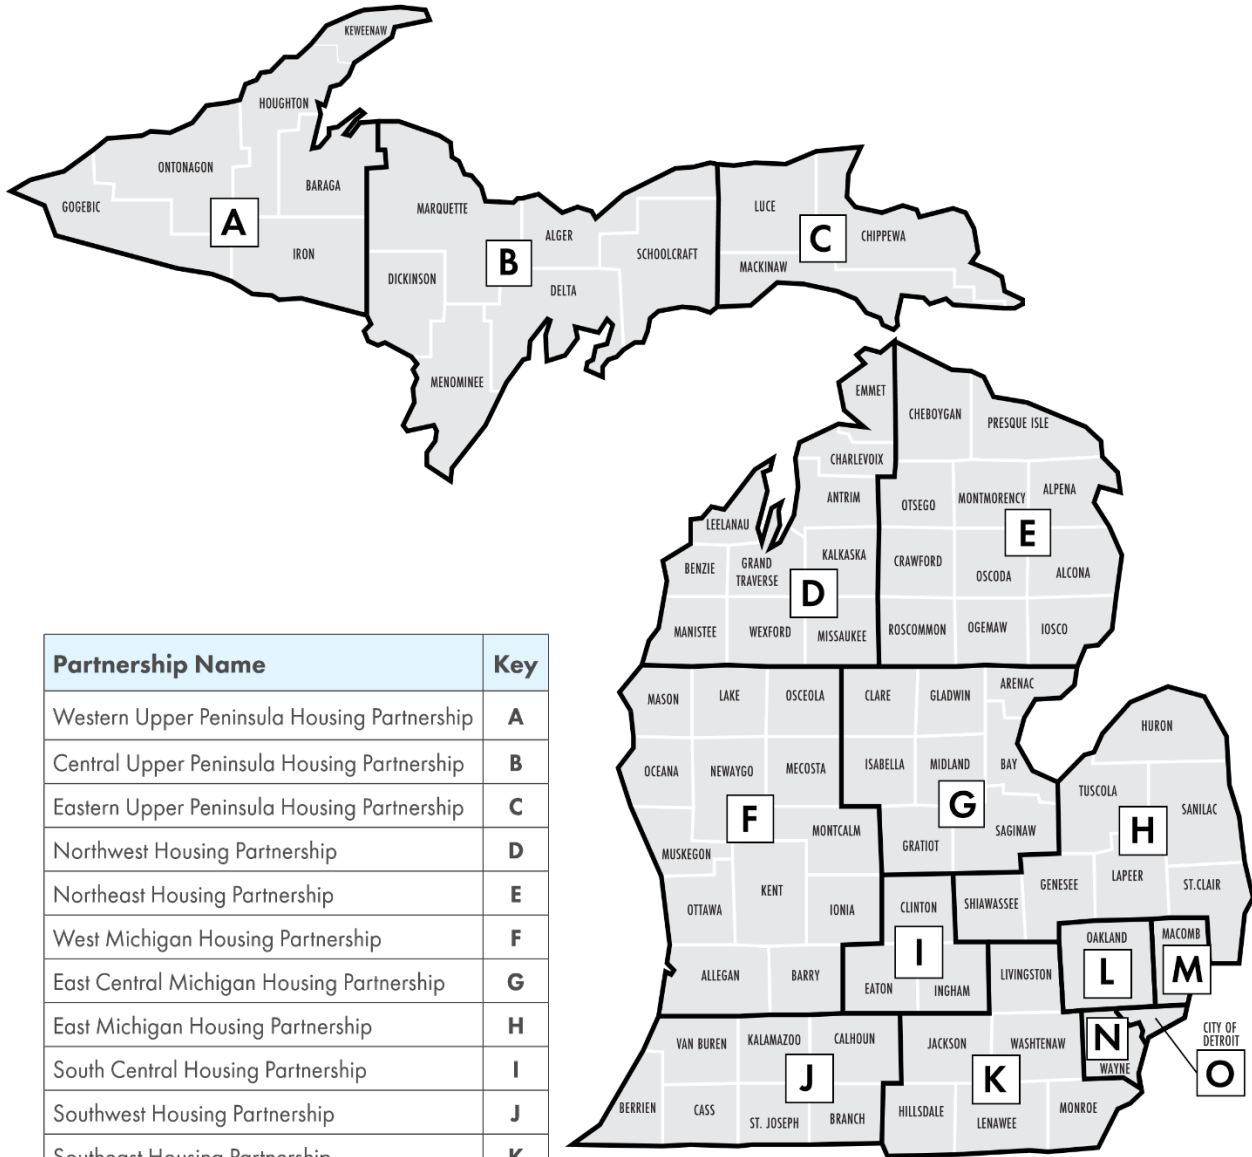 KEWEENAW
HOUGHTON
ONTONAGON
BARAGA
GOGEBIC
A
IRON
MARQUETTE
ALGER
B
SCHOOLCRAFT
DICKINSON
DELTA
MENOMINEE
LUCE
C
CHIPPEWA
MACKINAW
EMMET
CHEBOYGAN
PRESQUE ISLE
CHARLEVOIX
ANTRIM
OTSEGO
MONTMORENCY
ALPENA
LEELANAU
E
BENZIE
GRAND
TRAVERSE
KALKASKA
CRAWFORD
OSCODA
ALCONA
D
MANISTEE
WEXFORD
MISSAUKEE
ROSCOMMON
OGEMAW
IOSCO
MASON
LAKE
OSCEOLA
CLARE
GLADWIN
ARENAC
HURON
OCEANA
NEWAYGO
MECOSTA
ISABELLA
MIDLAND
BAY
TUSCOLA
SANILAC
F
G
H
MONTCALM
GRATIOT
SAGINAW
MUSKEGON
KENT
GENESEE
LAPEER
ST.CLAIR
OTTAWA
IONIA
CLINTON
SHIAWASSEE
OAKLAND
MACOMB
I
L
M
ALLEGAN
BARRY
EATON
INGHAM
LIVINGSTON
VAN BUREN
KALAMAZOO
CALHOUN
JACKSON
WASHTENAW
N
WAYNE
CITY OF
DETROIT
O
J
K
BERRIEN
CASS
ST. JOSEPH
BRANCH
HILLSDALE
LENAWEE
MONROE
Partnership Name Key
Western Upper Peninsula Housing Partnership A
Central Upper Peninsula Housing Partnership B
Eastern Upper Peninsula Housing Partnership C
Northwest Housing Partnership D
Northeast Housing Partnership E
West Michigan Housing Partnership F
East Central Michigan Housing Partnership G
East Michigan Housing Partnership H
South Central Housing Partnership I
Southwest Housing Partnership J
Southeast Housing Partnership K